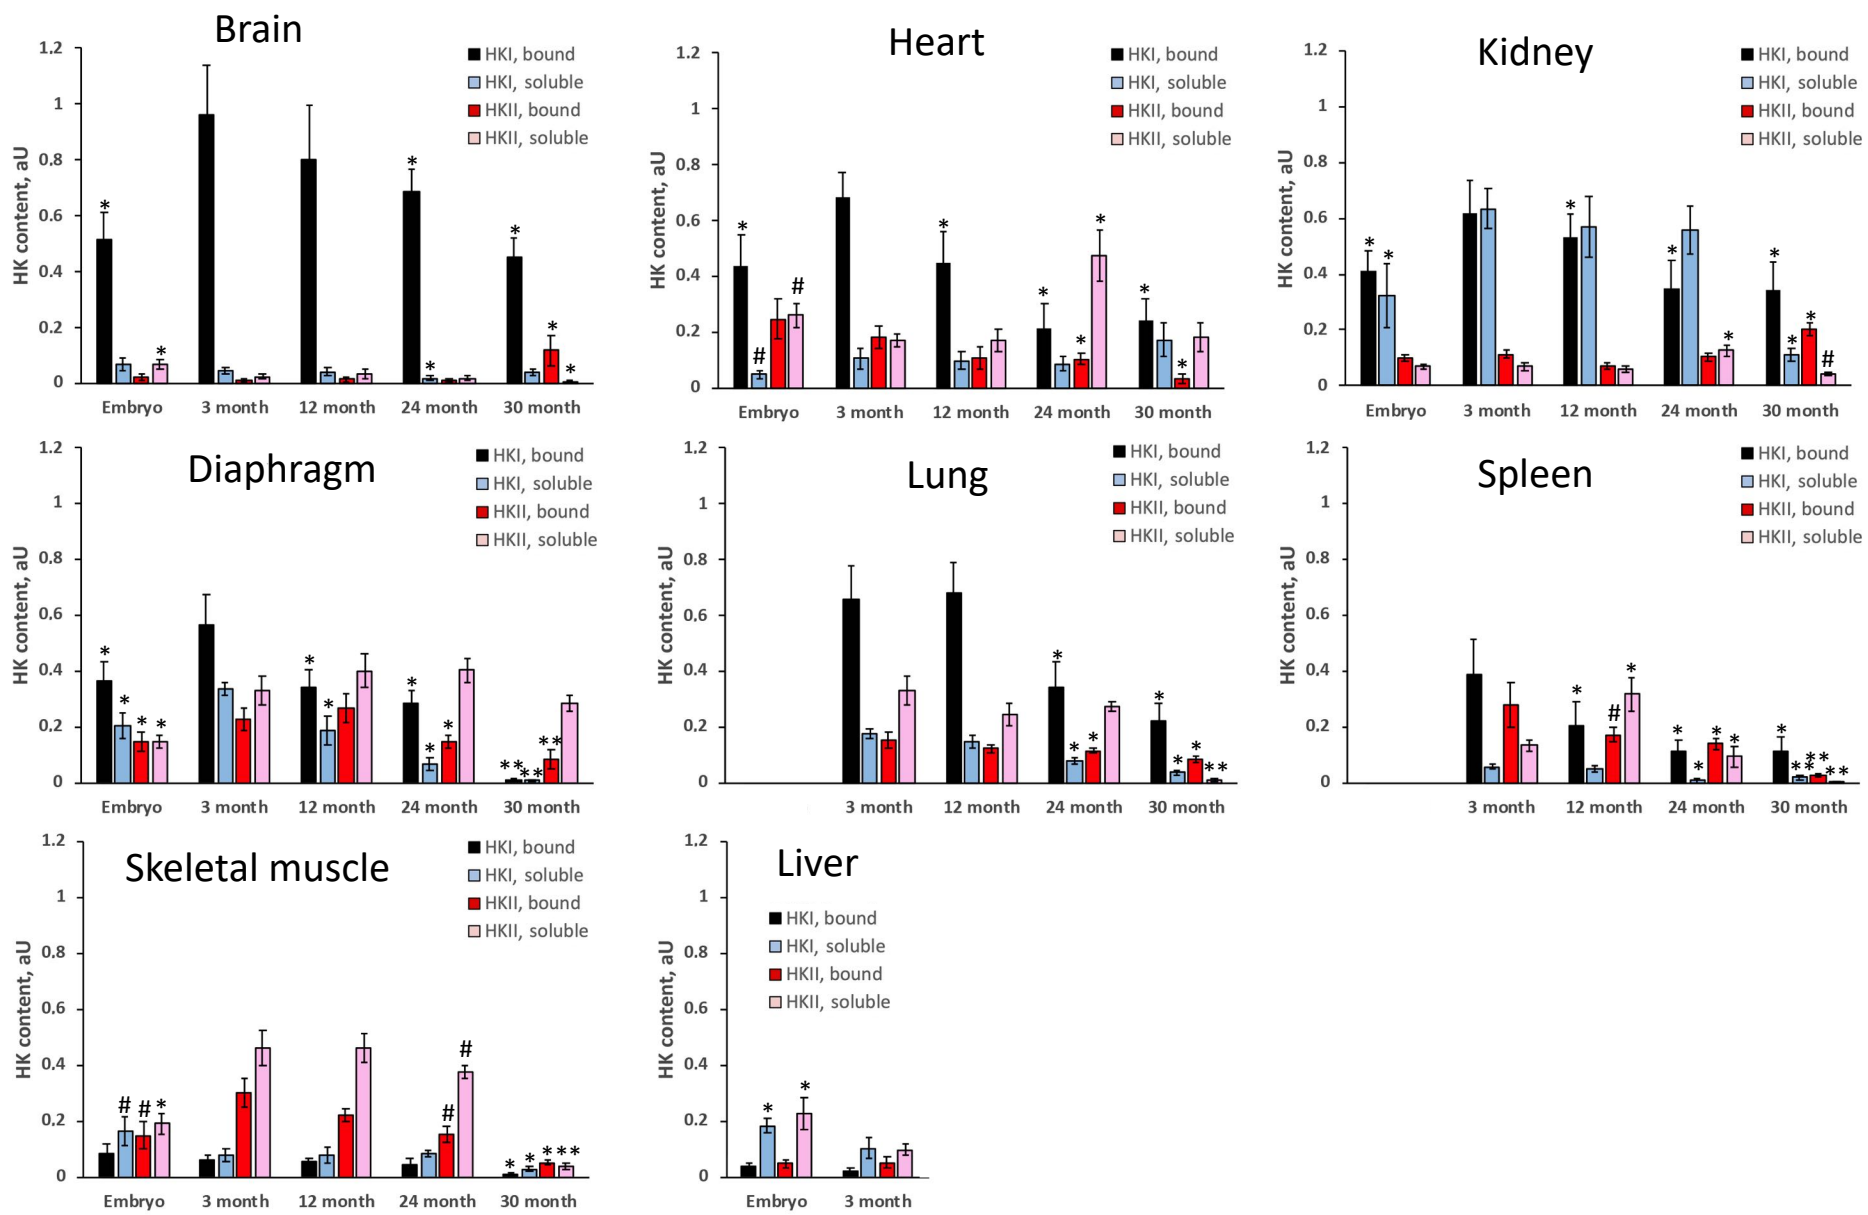 Brain
1.2
1
0.8
0.6
0.4
0.2
0
HK content, aU
HKI, bound
HKI, soluble
HKII, bound
HKII, soluble
*
*
*
*
*
*
*
Embryo 3 month 12 month 24 month 30 month
Heart
1.2
1
0.8
0.6
0.4
0.2
0
HK content, aU
HKI, bound
HKI, soluble
HKII, bound
HKII, soluble
*
#
#
*
*
*
*
*
*
Embryo 3 month 12 month 24 month 30 month
Kidney
1.2
1
0.8
0.6
0.4
0.2
0
HK content, aU
HKI, bound
HKI, soluble
HKII, bound
HKII, soluble
*
*
*
*
*
*
*
*
#
Embryo 3 month 12 month 24 month 30 month
Diaphragm
1.2
1
0.8
0.6
0.4
0.2
0
HK content, aU
HKI, bound
HKI, soluble
HKII, bound
HKII, soluble
*
*
*
*
*
*
*
*
*
**
**
**
Embryo 3 month 12 month 24 month 30 month
Lung
1.2
1
0.8
0.6
0.4
0.2
0
HK content, aU
HKI, bound
HKI, soluble
HKII, bound
HKII, soluble
*
*
*
*
*
*
**
3 month 12 month 24 month 30 month
Spleen
1.2
1
0.8
0.6
0.4
0.2
0
HK content, aU
HKI, bound
HKI, soluble
HKII, bound
HKII, soluble
*
#
*
*
*
*
*
*
**
**
**
3 month 12 month 24 month 30 month
Skeletal muscle
1.2
1
0.8
0.6
0.4
0.2
0
HK content, aU
HKI, bound
HKI, soluble
HKII, bound
HKII, soluble
#
#
*
#
#
*
*
*
**
Embryo 3 month 12 month 24 month 30 month
Liver
1.2
1
0.8
0.6
0.4
0.2
0
HK content, aU
HKI, bound
HKI, soluble
HKII, bound
HKII, soluble
*
*
Embryo 3 month